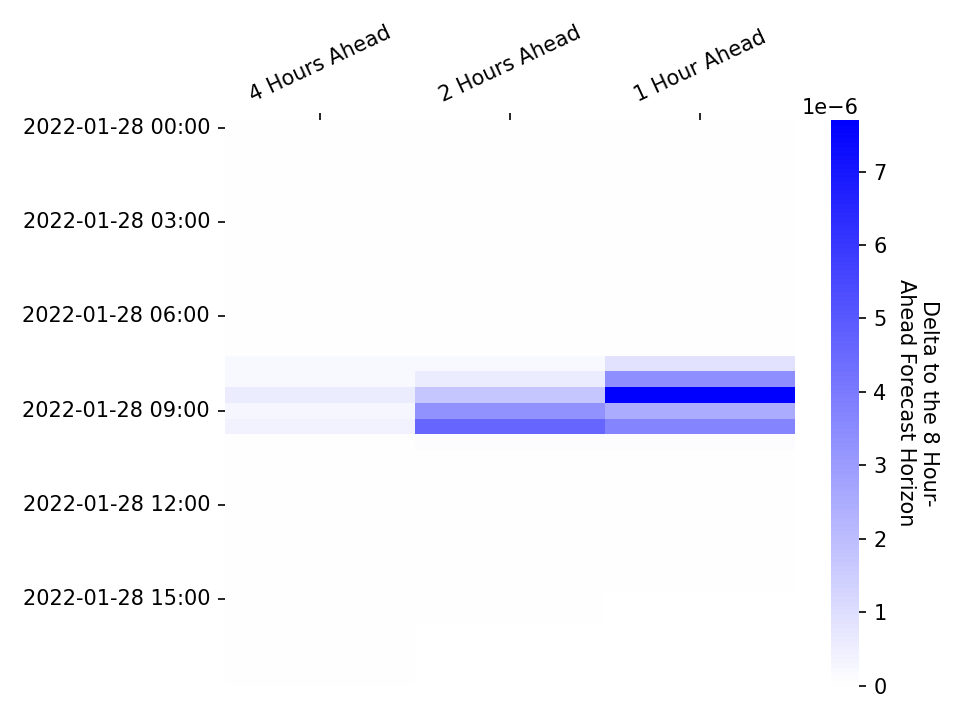 4 Hours Ahead
2 Hours Ahead
1 Hour Ahead
1e−6
2022-01-28 00:00
2022-01-28 03:00
2022-01-28 06:00
2022-01-28 09:00
2022-01-28 12:00
2022-01-28 15:00
7
6
5
4
3
2
1
0
Delta to the 8 Hour-
Ahead Forecast Horizon